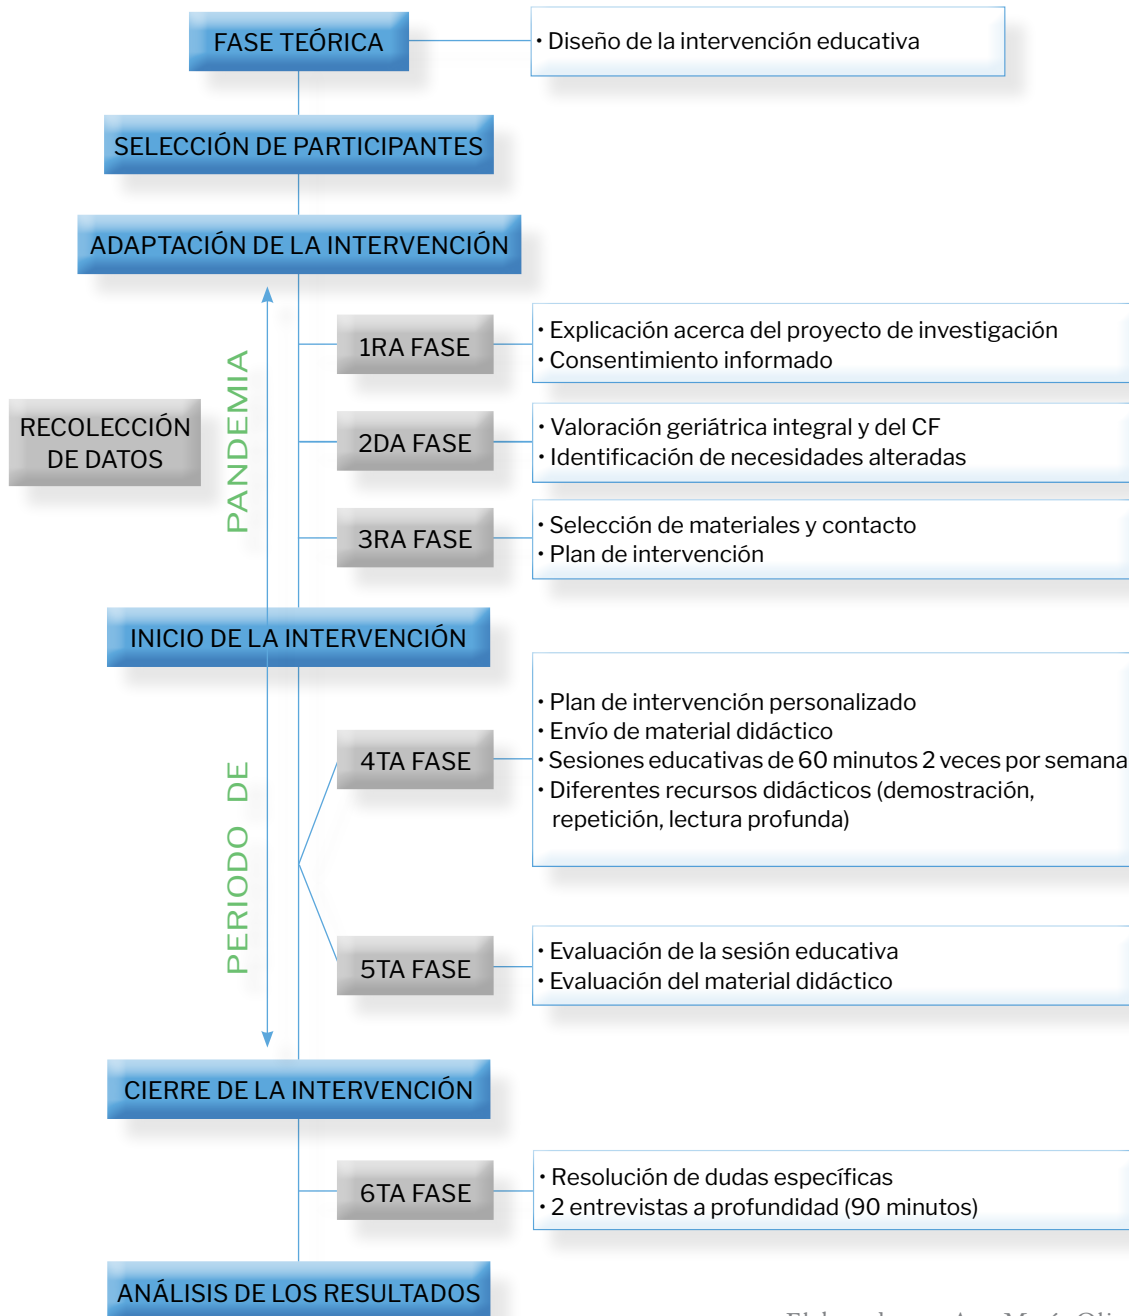 FASE TEÓRICA
· Diseño de la intervención educativa
SELECCIÓN DE PARTICIPANTES
ADAPTACIÓN DE LA INTERVENCIÓN
1RA FASE
· Explicación acerca del proyecto de investigación
· Consentimiento informado
RECOLECCIÓN
DE DATOS
PERIODO DE PANDEMIA
2DA FASE
· Valoración geriátrica integral y del CF
· Identificación de necesidades alteradas
3RA FASE
· Selección de materiales y contacto
· Plan de intervención
INICIO DE LA INTERVENCIÓN
4TA FASE
· Plan de intervención personalizado
· Envío de material didáctico
· Sesiones educativas de 60 minutos 2 veces por semana
· Diferentes recursos didácticos (demostración,
repetición, lectura profunda)
5TA FASE
· Evaluación de la sesión educativa
· Evaluación del material didáctico
CIERRE DE LA INTERVENCIÓN
6TA FASE
· Resolución de dudas específicas
· 2 entrevistas a profundidad (90 minutos)
ANÁLISIS DE LOS RESULTADOS